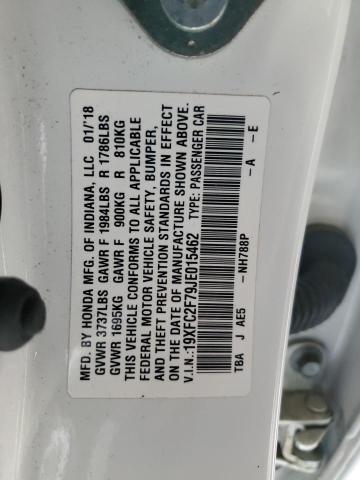 MFD. BY HONDA MFG. OF INDIANA, LLC 01/'18
GVWR 3737LBS GAWR F 1984LBS R 1786LBS
GVWR 1695KG GAWR F 900KG R 810KG
THIS VEHICLE CONFORMS TO ALL APPLICABLE
FEDERAL MOTOR VEHICLE SAFETY, BUMPER,
AND THEFT PREVENTION STANDARDS IN EFFECT
ON THE DATE OF MANUFACTURE SHOWN ABOVE.
V.I.N.:19XFC2F79JE015462 TYPE: PASSENGER CAR
-NH788P -A -E
TBA J AE5